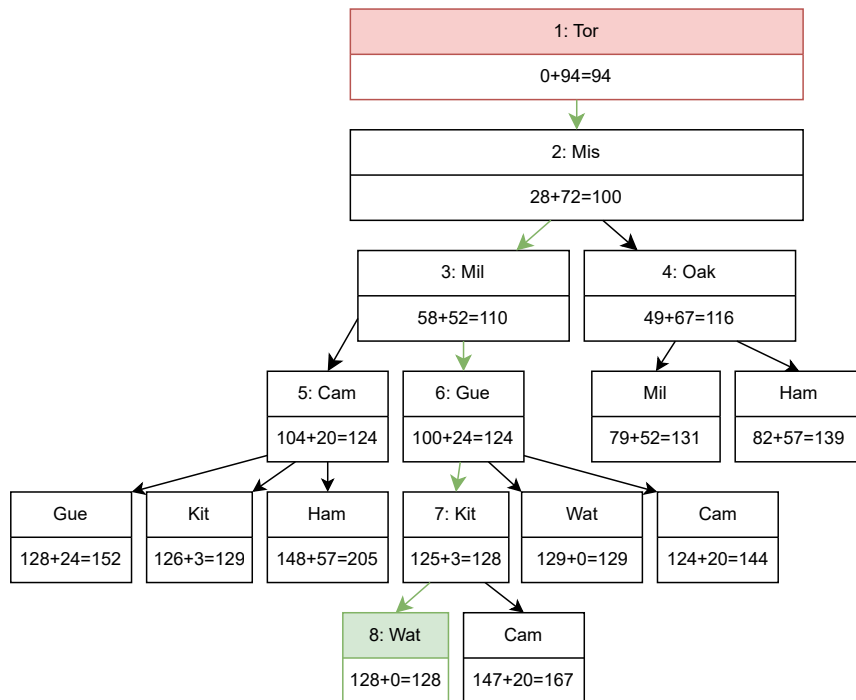 1: Tor
0+94=94
2: Mis
28+72=100
3: Mil
58+52=110
4: Oak
49+67=116
5: Cam
104+20=124
6: Gue
100+24=124
Mil
79+52=131
Ham
82+57=139
Gue
128+24=152
Kit
126+3=129
Ham
148+57=205
7: Kit
125+3=128
Wat
129+0=129
Cam
124+20=144
8: Wat
128+0=128
Cam
147+20=167